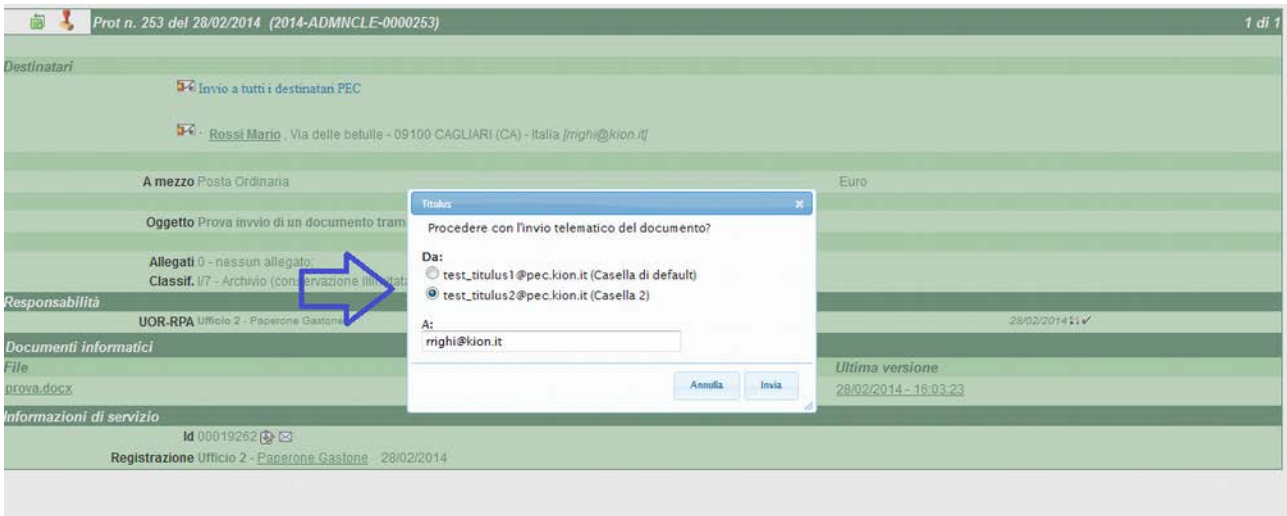 Prot n. 253 del 28/02/2014 (2014-ADMNCLE-0000253) 1 di 1
Destinatari
Invio a tutti i destinatari PEC
- Rossi Mario , Via delle betulle - 09100 CAGLIARI (CA) - Italia [rrighi@kion.it]
A mezzo Posta Ordinaria Euro
Oggetto Prova invvio di un documento tram
Allegati 0 - nessun allegato;
Classif. I/7 - Archivio (conservazione illimitata
Responsabilità
UOR-RPA Ufficio 2 - Paperone Gastone 28/02/2014
Documenti informatici
File Ultima versione
prova.docx 28/02/2014 - 16:03:23
Informazioni di servizio
Id 00019262
Registrazione Ufficio 2 - Paperone Gastone 28/02/2014
Titulus
Procedere con l'invio telematico del documento?
Da:
test_titulus1@pec.kion.it (Casella di default)
test_titulus2@pec.kion.it (Casella 2)
A:
rrighi@kion.it
Annulla Invia